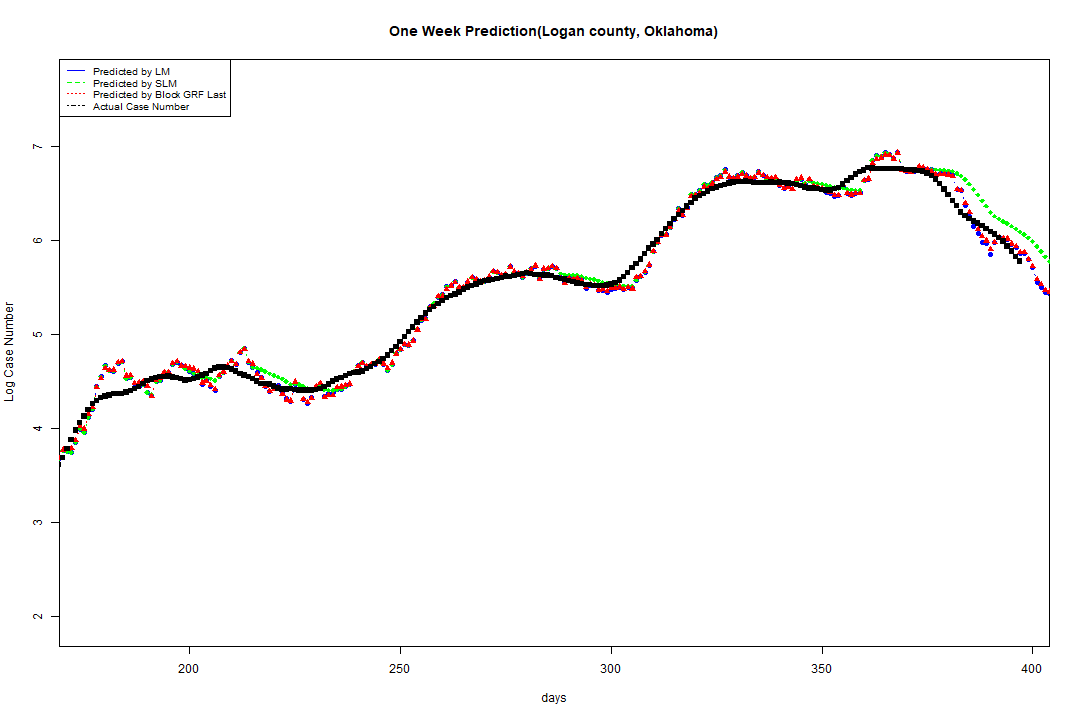 One Week Prediction(Logan county, Oklahoma)
Predicted by LM
Predicted by SLM
Predicted by Block GRF Last
Actual Case Number
Log Case Number
7
6
5
4
3
2
200 250 300 350 400
days